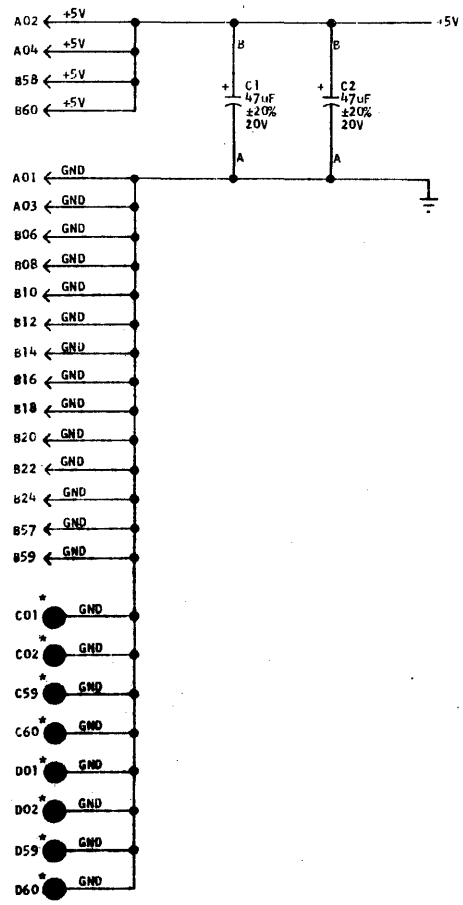 A02 +5V +5V
A04 +5V
B58 +5V
B60 +5V
B B
+ C1
47uF
±20%
20V
+ C2
47uF
±20%
20V
A A
A01 GND
A03 GND
B06 GND
B08 GND
B10 GND
B12 GND
B14 GND
B16 GND
B18 GND
B20 GND
B22 GND
B24 GND
B57 GND
B59 GND
C01 * GND
C02 * GND
C59 * GND
C60 * GND
D01 * GND
D02 * GND
D59 * GND
D60 * GND